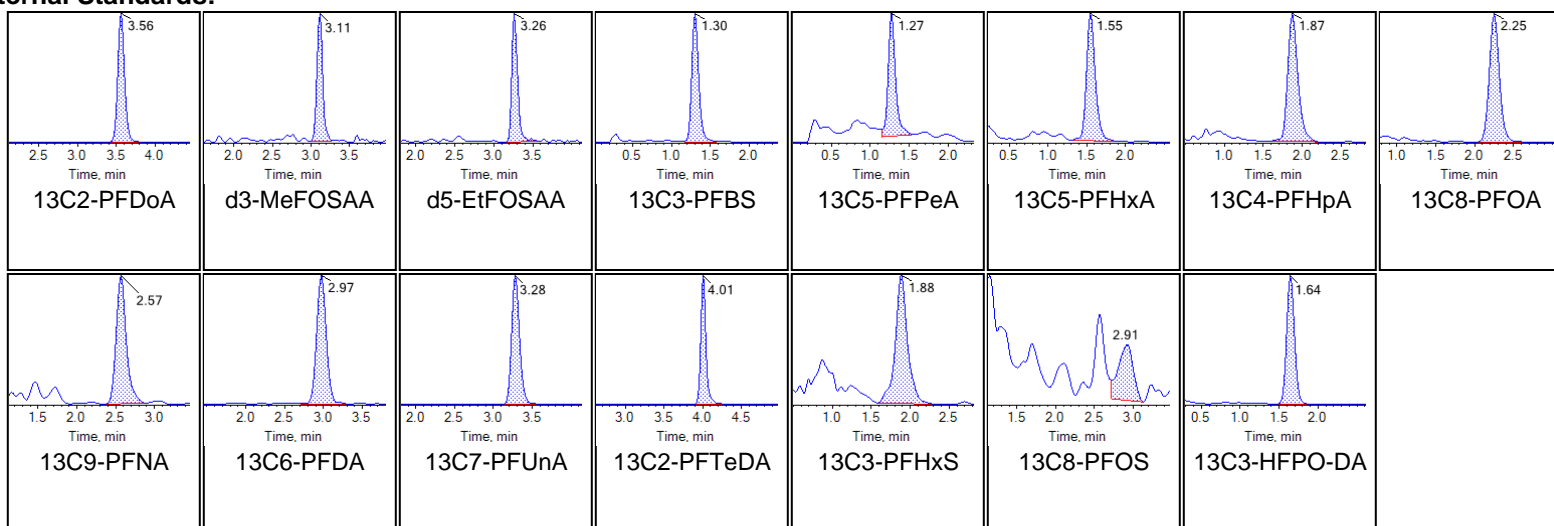 ternal Standards:
3.56 3.11 3.26 1.30 1.27 1.55 1.87 2.25
2.5 3.0 3.5 4.0 2.0 2.5 3.0 3.5 2.0 2.5 3.0 3.5 0.5 1.0 1.5 2.0 0.5 1.0 1.5 2.0 0.5 1.0 1.5 2.0 1.0 1.5 2.0 2.5 1.0 1.5 2.0 2.5
Time, min Time, min Time, min Time, min Time, min Time, min Time, min Time, min
13C2-PFDoA d3-MeFOSAA d5-EtFOSAA 13C3-PFBS 13C5-PFPeA 13C5-PFHxA 13C4-PFHpA 13C8-PFOA
2.57 2.97 3.28 4.01 1.88 2.91 1.64
1.5 2.0 2.5 3.0 2.0 2.5 3.0 3.5 2.0 2.5 3.0 3.5 3.0 3.5 4.0 4.5 1.0 1.5 2.0 2.5 1.5 2.0 2.5 3.0 0.5 1.0 1.5 2.0
Time, min Time, min Time, min Time, min Time, min Time, min Time, min
13C9-PFNA 13C6-PFDA 13C7-PFUnA 13C2-PFTeDA 13C3-PFHxS 13C8-PFOS 13C3-HFPO-DA